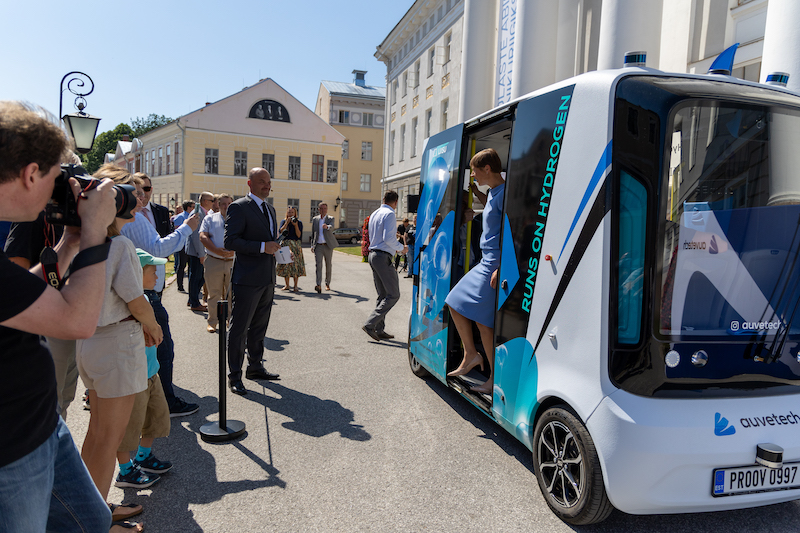 RUNS ON HYDROGEN
auvetech
auvetech
auvetech
EST
PROOV 0997